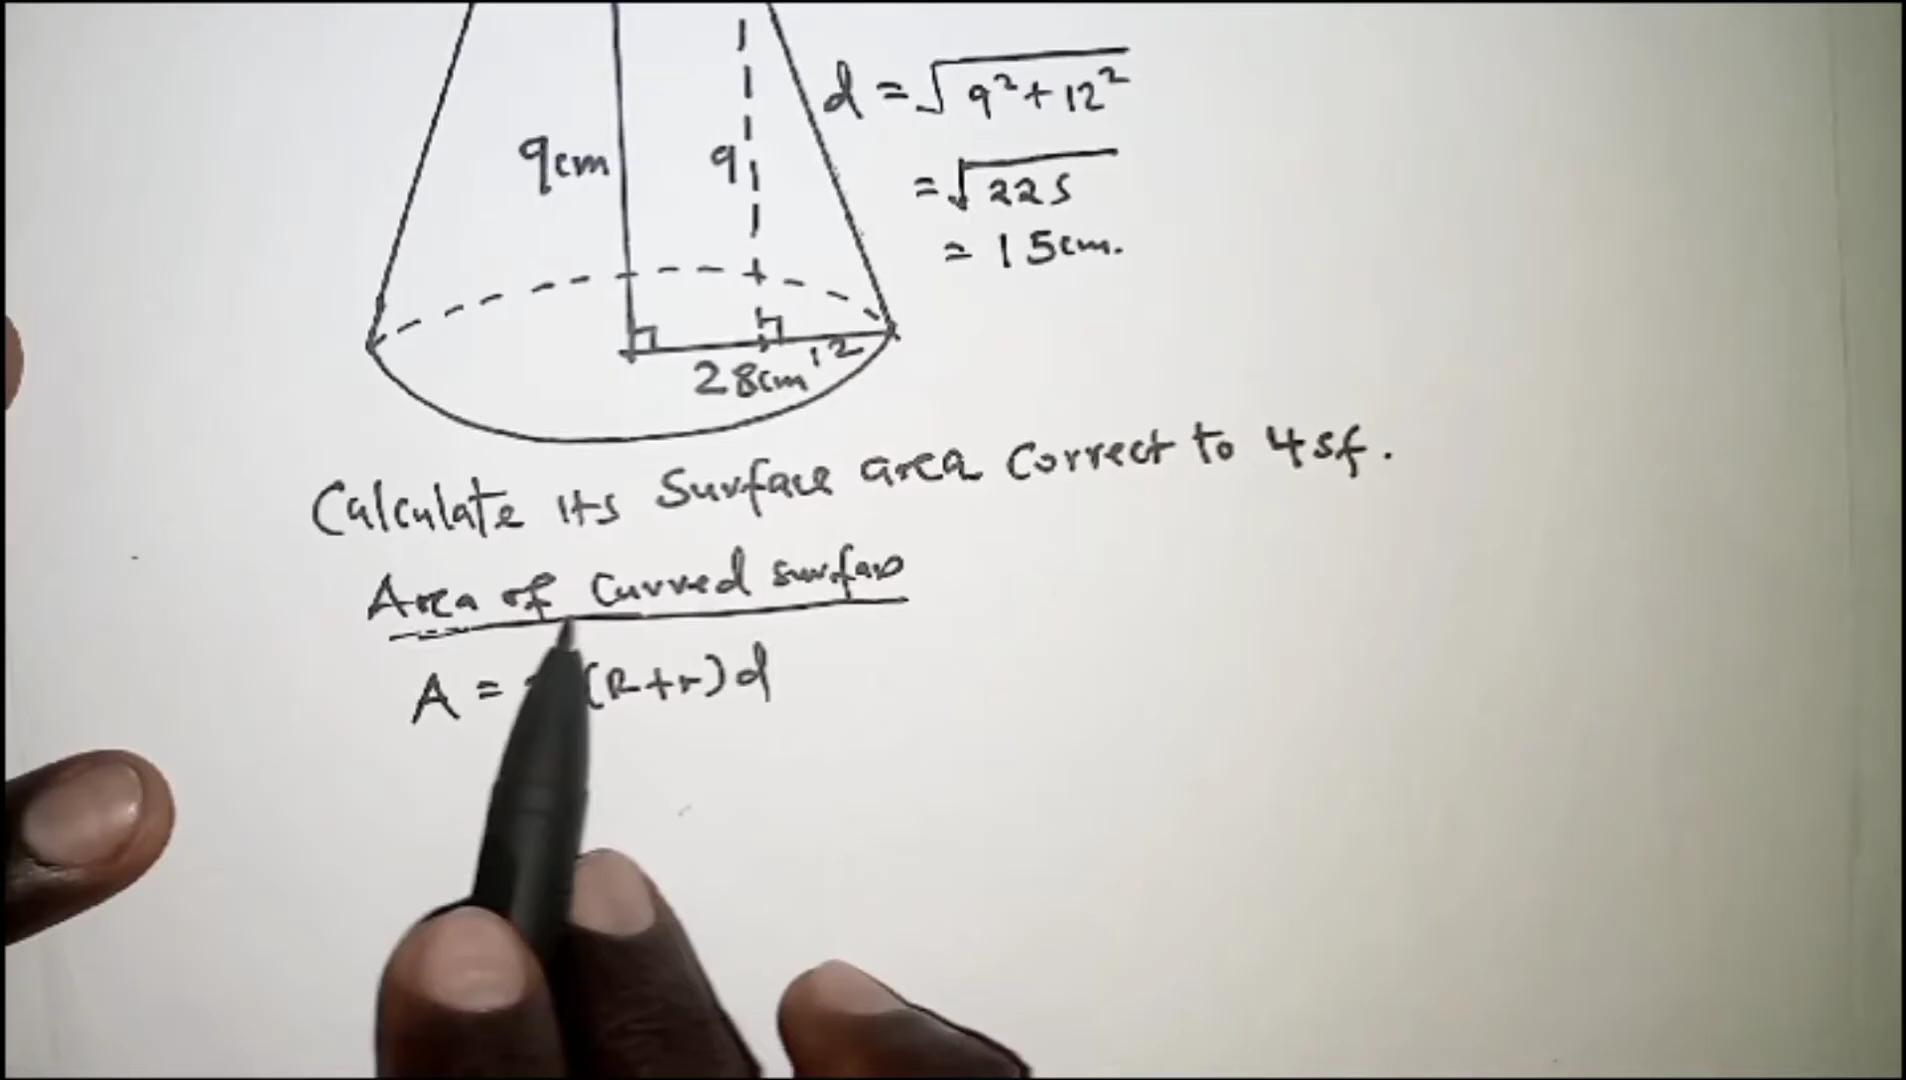 d = √9²+12²
9cm
9
= √225
= 15cm.
12
28cm
Calculate its surface area correct to 4sf.
Area of curved surface
A = (R+r)d